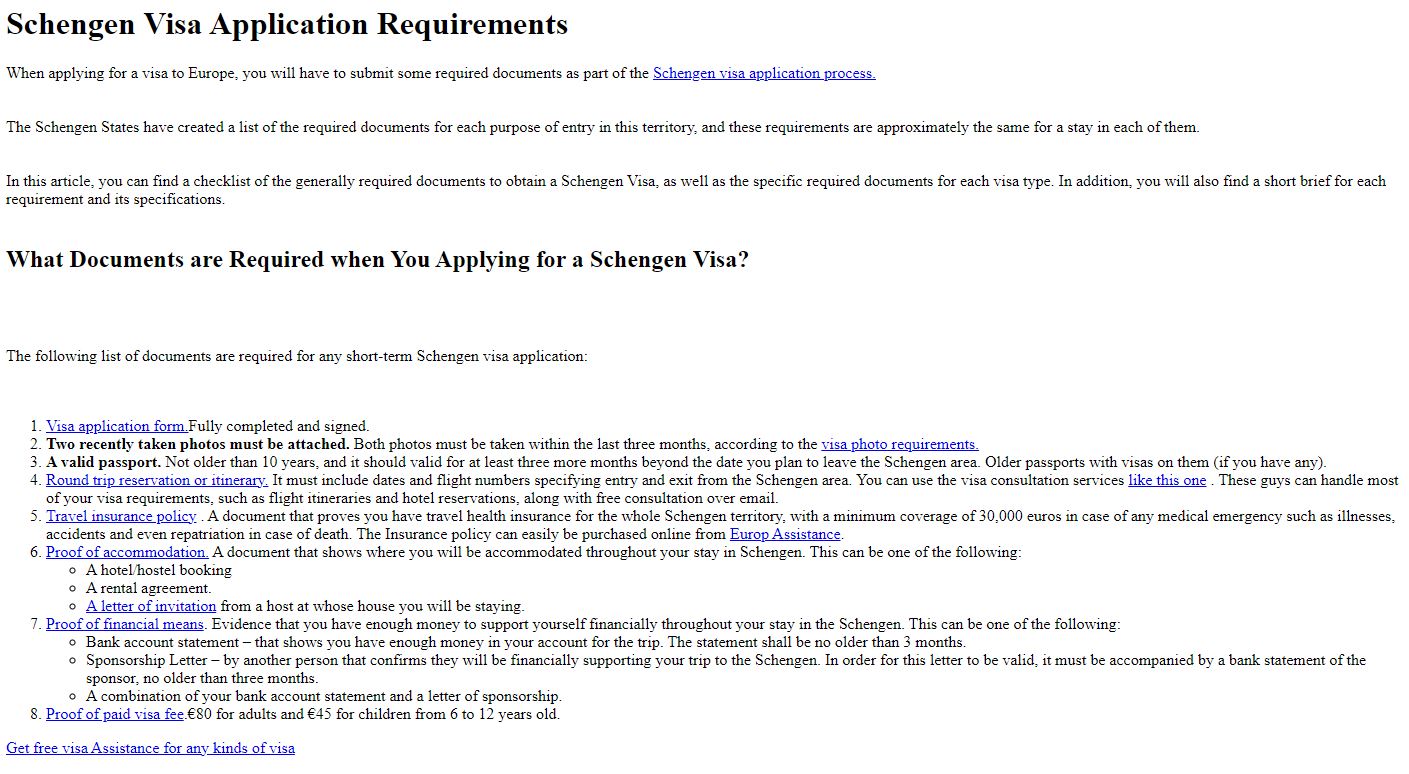 Schengen Visa Application Requirements
When applying for a visa to Europe, you will have to submit some required documents as part of the Schengen visa application process.
The Schengen States have created a list of the required documents for each purpose of entry in this territory, and these requirements are approximately the same for a stay in each of them.
In this article, you can find a checklist of the generally required documents to obtain a Schengen Visa, as well as the specific required documents for each visa type. In addition, you will also find a short brief for each
requirement and its specifications.
What Documents are Required when You Applying for a Schengen Visa?
The following list of documents are required for any short-term Schengen visa application:
1. Visa application form.Fully completed and signed.
2. Two recently taken photos must be attached. Both photos must be taken within the last three months, according to the visa photo requirements.
3. A valid passport. Not older than 10 years, and it should valid for at least three more months beyond the date you plan to leave the Schengen area. Older passports with visas on them (if you have any).
4. Round trip reservation or itinerary. It must include dates and flight numbers specifying entry and exit from the Schengen area. You can use the visa consultation services like this one . These guys can handle most
of your visa requirements, such as flight itineraries and hotel reservations, along with free consultation over email.
5. Travel insurance policy . A document that proves you have travel health insurance for the whole Schengen territory, with a minimum coverage of 30,000 euros in case of any medical emergency such as illnesses,
accidents and even repatriation in case of death. The Insurance policy can easily be purchased online from Europ Assistance.
6. Proof of accommodation. A document that shows where you will be accommodated throughout your stay in Schengen. This can be one of the following:
◦ A hotel/hostel booking
◦ A rental agreement.
◦ A letter of invitation from a host at whose house you will be staying.
7. Proof of financial means. Evidence that you have enough money to support yourself financially throughout your stay in the Schengen. This can be one of the following:
◦ Bank account statement – that shows you have enough money in your account for the trip. The statement shall be no older than 3 months.
◦ Sponsorship Letter – by another person that confirms they will be financially supporting your trip to the Schengen. In order for this letter to be valid, it must be accompanied by a bank statement of the
sponsor, no older than three months.
◦ A combination of your bank account statement and a letter of sponsorship.
8. Proof of paid visa fee.€80 for adults and €45 for children from 6 to 12 years old.
Get free visa Assistance for any kinds of visa